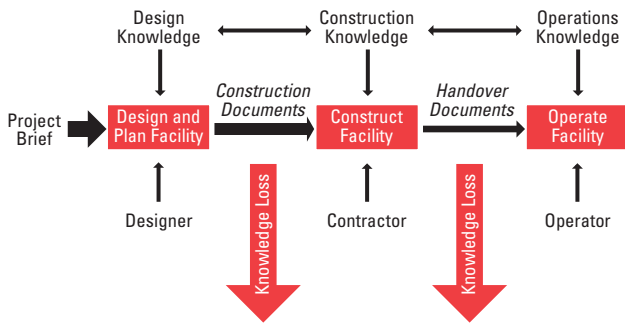 Design
Knowledge
Construction
Knowledge
Operations
Knowledge
Project
Brief
Design and
Plan Facility
Construction
Documents
Construct
Facility
Handover
Documents
Operate
Facility
Designer
Knowledge Loss
Contractor
Knowledge Loss
Operator